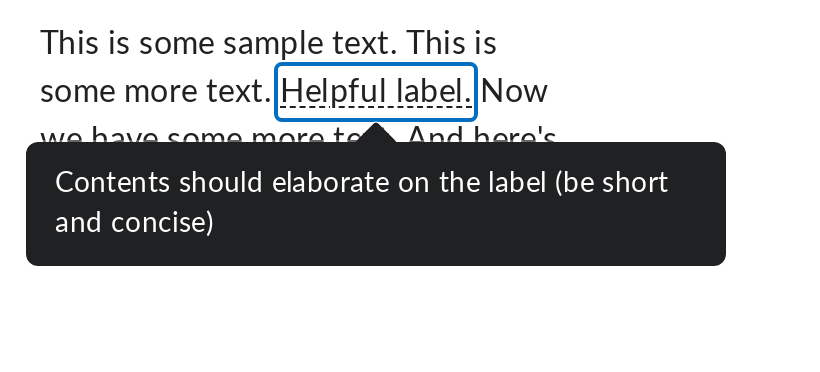 This is some sample text. This is
some more text. Helpful label. Now
we have some more And here's
Contents should elaborate on the label (be short
and concise)